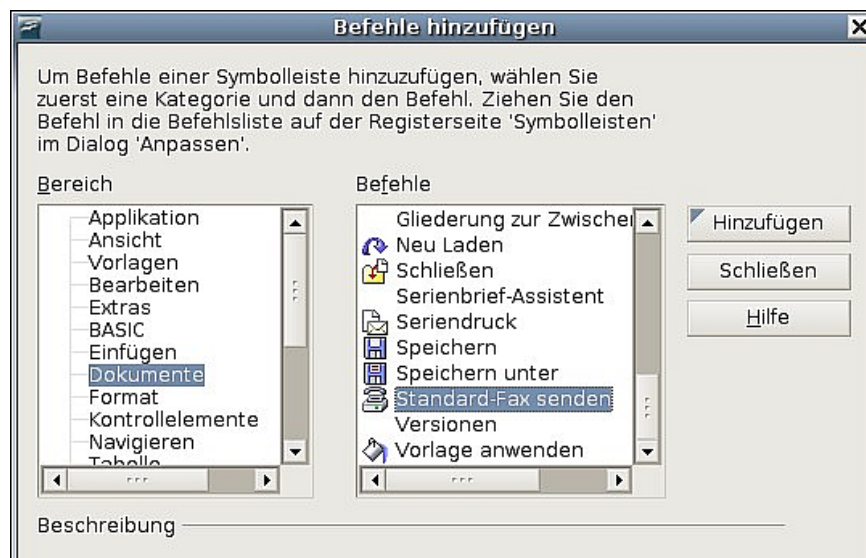 Befehle hinzufügen
Um Befehle einer Symbolleiste hinzuzufügen, wählen Sie
zuerst eine Kategorie und dann den Befehl. Ziehen Sie den
Befehl in die Befehlsliste auf der Registerseite 'Symbolleisten'
im Dialog 'Anpassen'.
Bereich
Applikation
Ansicht
Vorlagen
Bearbeiten
Extras
BASIC
Einfügen
Dokumente
Format
Kontrollelemente
Navigieren
Tabelle
Befehle
Gliederung zur Zwischen
Neu Laden
Schließen
Serienbrief-Assistent
Seriendruck
Speichern
Speichern unter
Standard-Fax senden
Versionen
Vorlage anwenden
Hinzufügen
Schließen
Hilfe
Beschreibung